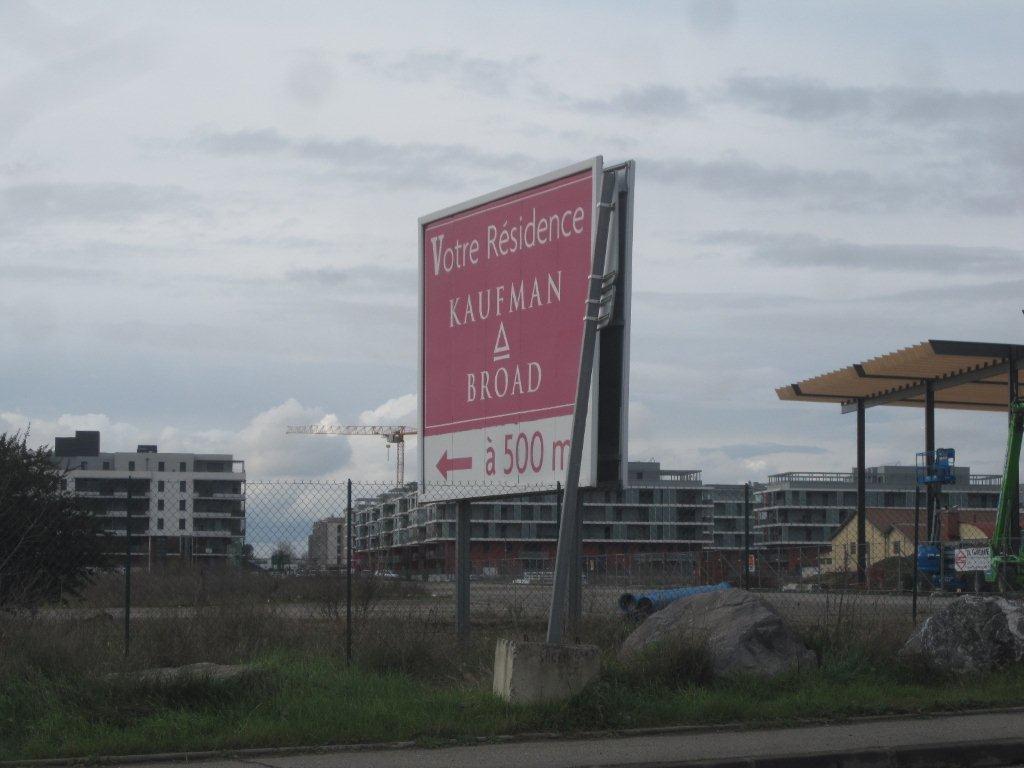 Votre Résidence
KAUFMAN
BROAD
à 500 m